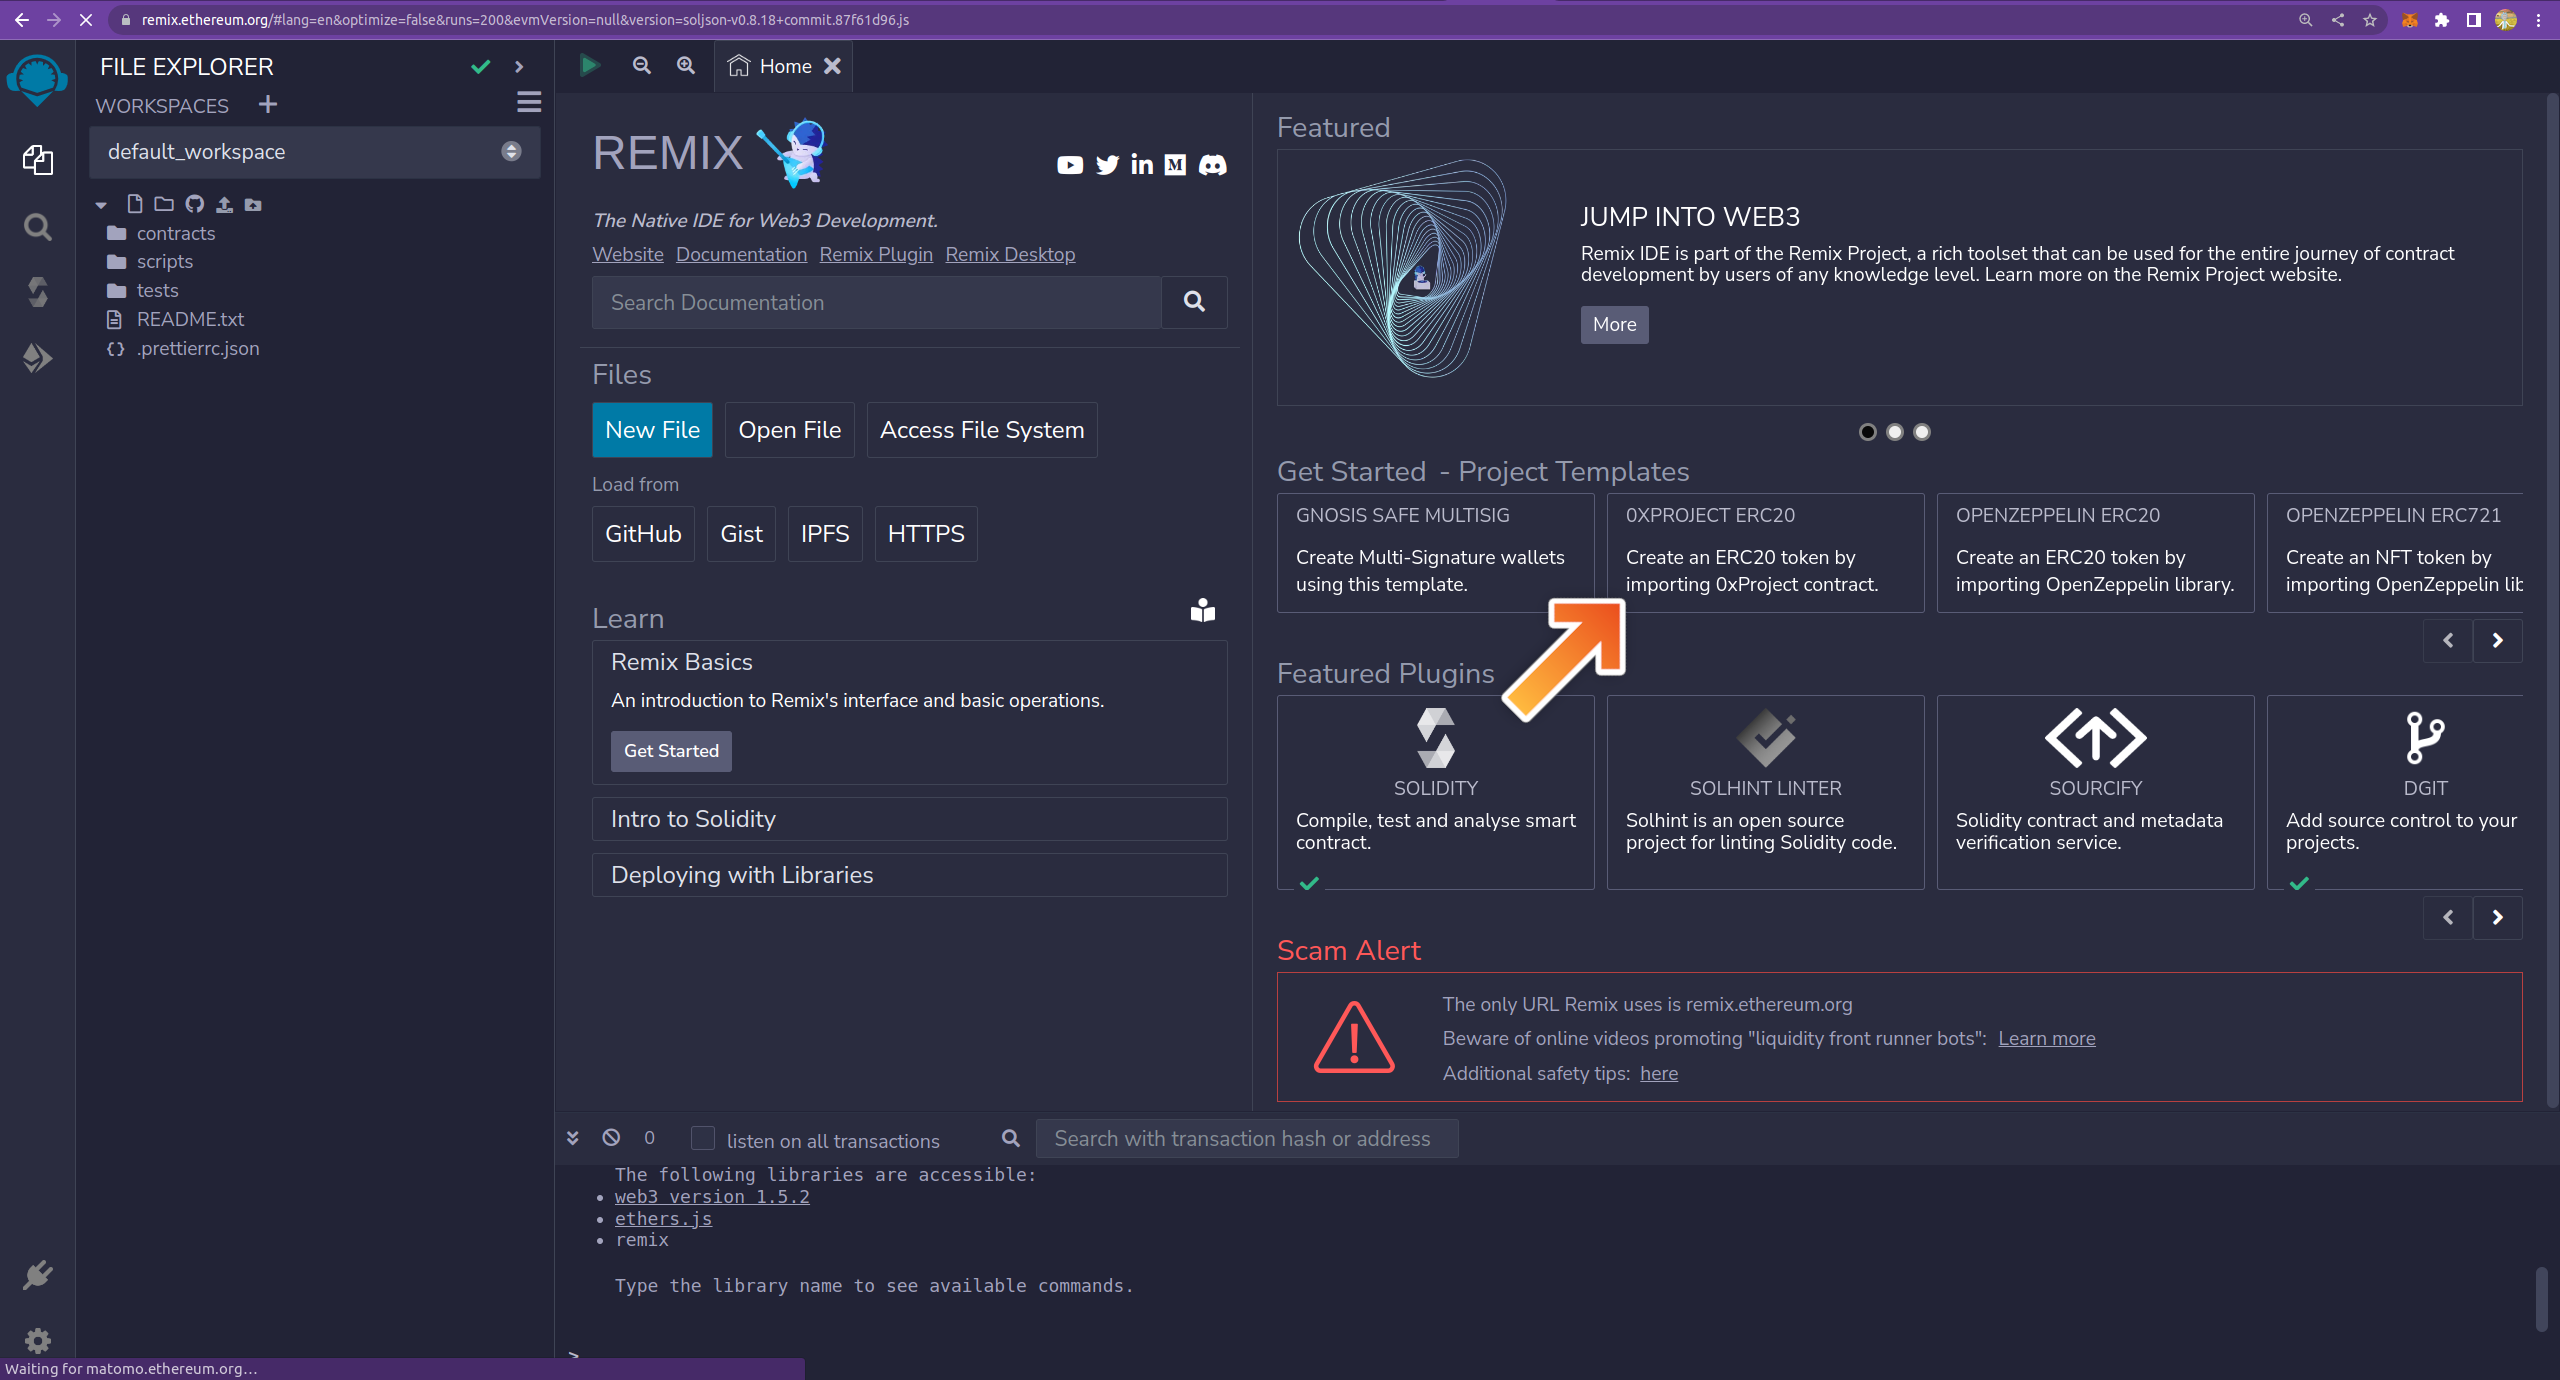 remix.ethereum.org/#lang=en&optimize=false&runs=200&evmVersion=null&version=soljson-v0.8.18+commit.87f61d96.js
FILE EXPLORER
WORKSPACES
default_workspace
contracts
scripts
tests
README.txt
.prettierrc.json
Home
REMIX
The Native IDE for Web3 Development.
Website Documentation Remix Plugin Remix Desktop
Search Documentation
Files
New File Open File Access File System
Load from
GitHub Gist IPFS HTTPS
Learn
Remix Basics
An introduction to Remix's interface and basic operations.
Get Started
Intro to Solidity
Deploying with Libraries
Featured
JUMP INTO WEB3
Remix IDE is part of the Remix Project, a rich toolset that can be used for the entire journey of contract
development by users of any knowledge level. Learn more on the Remix Project website.
More
Get Started - Project Templates
GNOSIS SAFE MULTISIG
Create Multi-Signature wallets
using this template.
0XPROJECT ERC20
Create an ERC20 token by
importing 0xProject contract.
OPENZEPPELIN ERC20
Create an ERC20 token by
importing OpenZeppelin library.
OPENZEPPELIN ERC721
Create an NFT token by
importing OpenZeppelin lib
Featured Plugins
SOLIDITY
Compile, test and analyse smart
contract.
SOLHINT LINTER
Solhint is an open source
project for linting Solidity code.
SOURCIFY
Solidity contract and metadata
verification service.
DGIT
Add source control to your
projects.
Scam Alert
The only URL Remix uses is remix.ethereum.org
Beware of online videos promoting "liquidity front runner bots": Learn more
Additional safety tips: here
0 listen on all transactions Search with transaction hash or address
The following libraries are accessible:
• web3 version 1.5.2
• ethers.js
• remix
Type the library name to see available commands.
>
Waiting for matomo.ethereum.org...